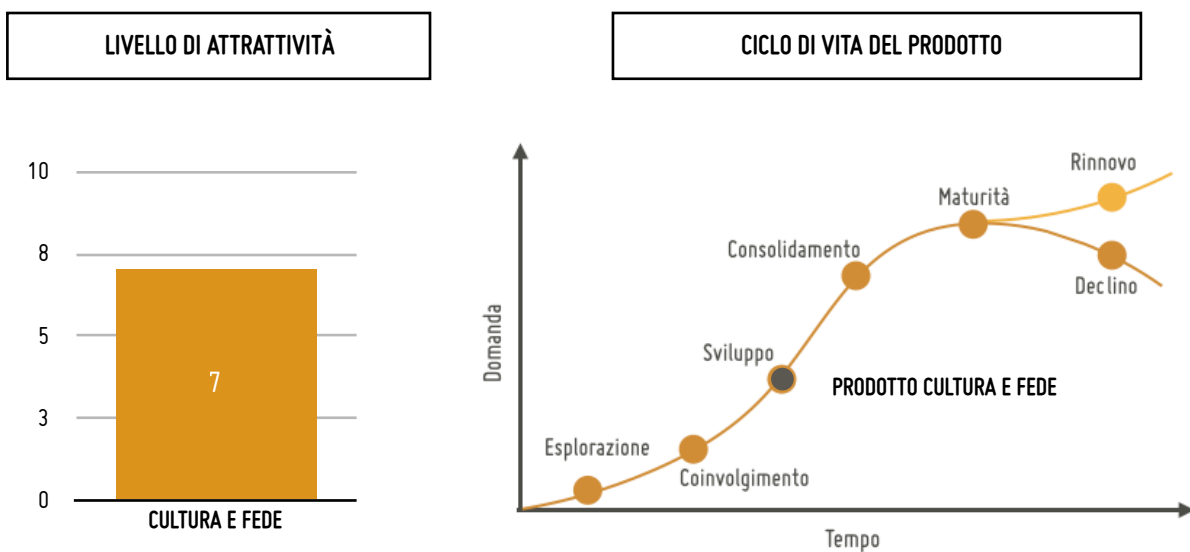 LIVELLO DI ATTRATTIVITÀ
CICLO DI VITA DEL PRODOTTO
10
8
5
3
0
7
CULTURA E FEDE
Domanda
Esplorazione
Coinvolgimento
Sviluppo
Consolidamento
Maturità
Rinnovo
Declino
PRODOTTO CULTURA E FEDE
Tempo